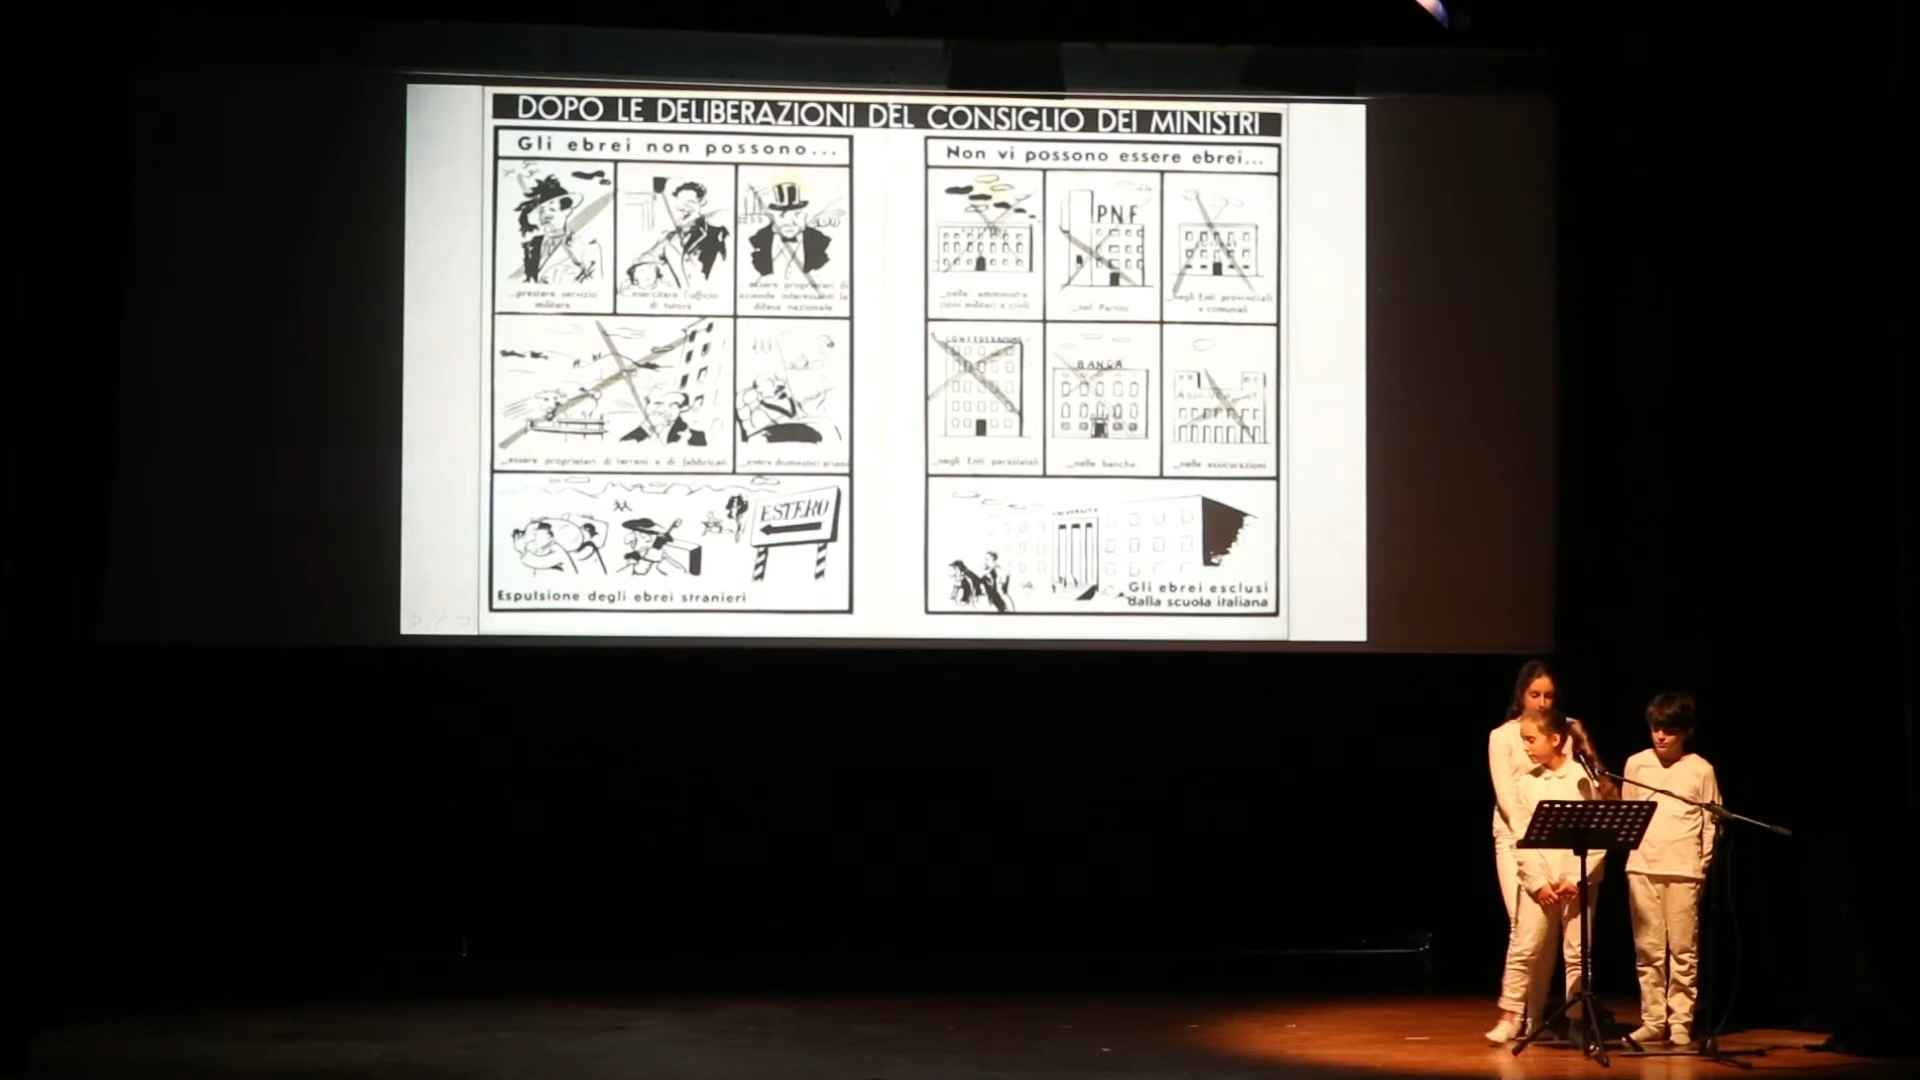 DOPO LE DELIBERAZIONI DEL CONSIGLIO DEI MINISTRI
Gli ebrei non possono...
...prestare servizio
militare
...esercitare l'ufficio
di tutore
essere proprietari di
aziende interessanti la
difesa nazionale
...essere proprietari di terreni e di fabbricati
...avere domestici ariani
ESTERO
Espulsione degli ebrei stranieri
Non vi possono essere ebrei...
...nelle amministra
zioni militari e civili
PNF
...nel Partito
...negli Enti provinciali
e comunali
CONFEDERAZIONE
...negli Enti parastatali
BANCA
...nelle banche
...nelle assicurazioni
Gli ebrei esclusi
dalla scuola italiana